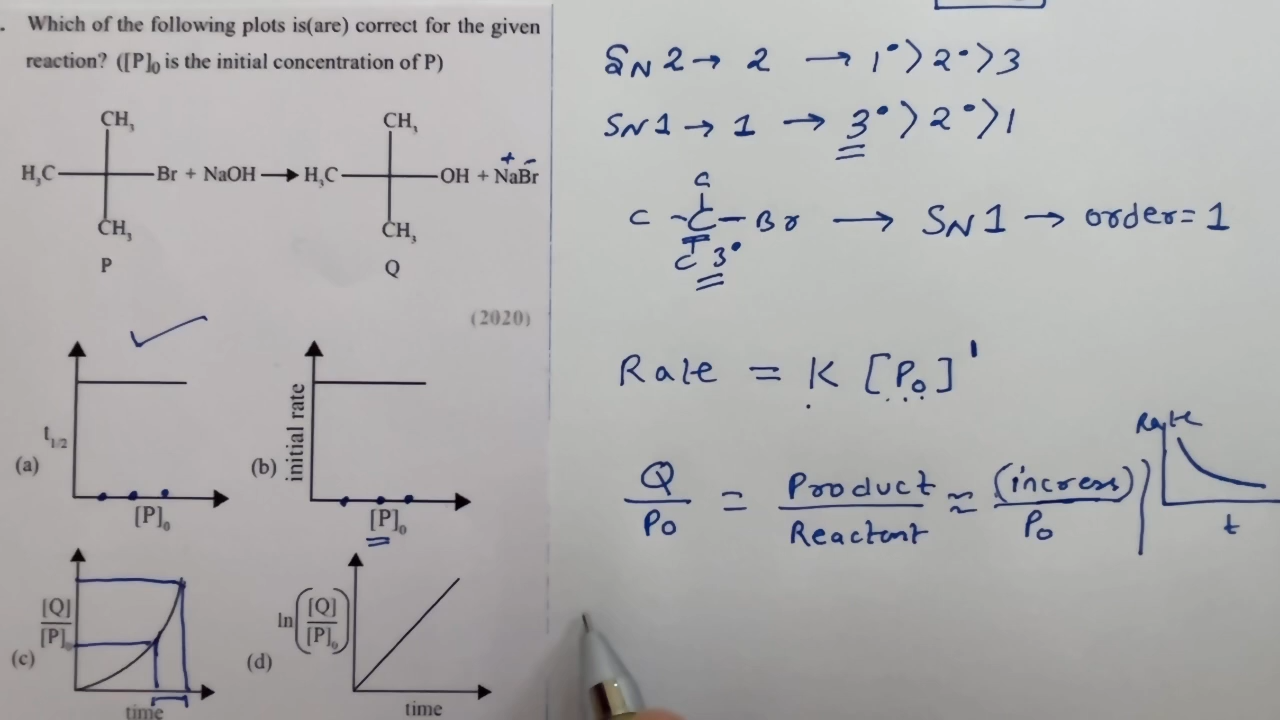 . Which of the following plots is(are) correct for the given
reaction? ([P]₀ is the initial concentration of P)
CH₃
H₃C Br + NaOH → H₃C OH + NaBr
CH₃
CH₃
CH₃
+ -
P
Q
(2020)
(a)
t1/2
[P]₀
(b)
initial rate
[P]₀
(c)
[Q]
[P]₀
time
(d)
ln([Q]/[P]₀)
time
SN2 → 2 → 1° > 2° > 3
SN1 → 1 → 3° > 2° > 1
C
C - C - Br → SN1 → order = 1
C 3°
Rate = K [P₀]¹
Q/P₀ = Product/Reactant ≈ (incress)/P₀
Rate
t